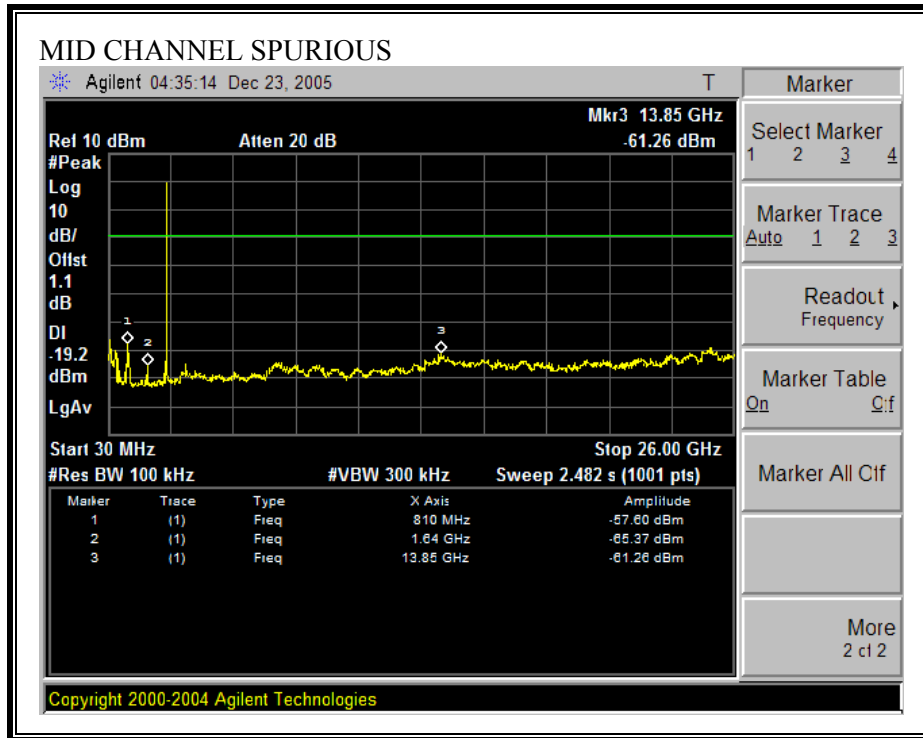 MID CHANNEL SPURIOUS
Agilent 04:35:14 Dec 23, 2005 T
Mkr3 13.85 GHz
Ref 10 dBm Atten 20 dB -61.26 dBm
#Peak
Log
10
dB/
Offst
1.1
dB
DI
-19.2
dBm
LgAv
1
2
3
Start 30 MHz Stop 26.00 GHz
#Res BW 100 kHz #VBW 300 kHz Sweep 2.482 s (1001 pts)
Marker Trace Type X Axis Amplitude
1 (1) Freq 810 MHz -57.60 dBm
2 (1) Freq 1.64 GHz -65.37 dBm
3 (1) Freq 13.85 GHz -61.26 dBm
Copyright 2000-2004 Agilent Technologies
Marker
Select Marker
1 2 3 4
Marker Trace
Auto 1 2 3
Readout
Frequency
Marker Table
On Off
Marker All Off
More
2 of 2